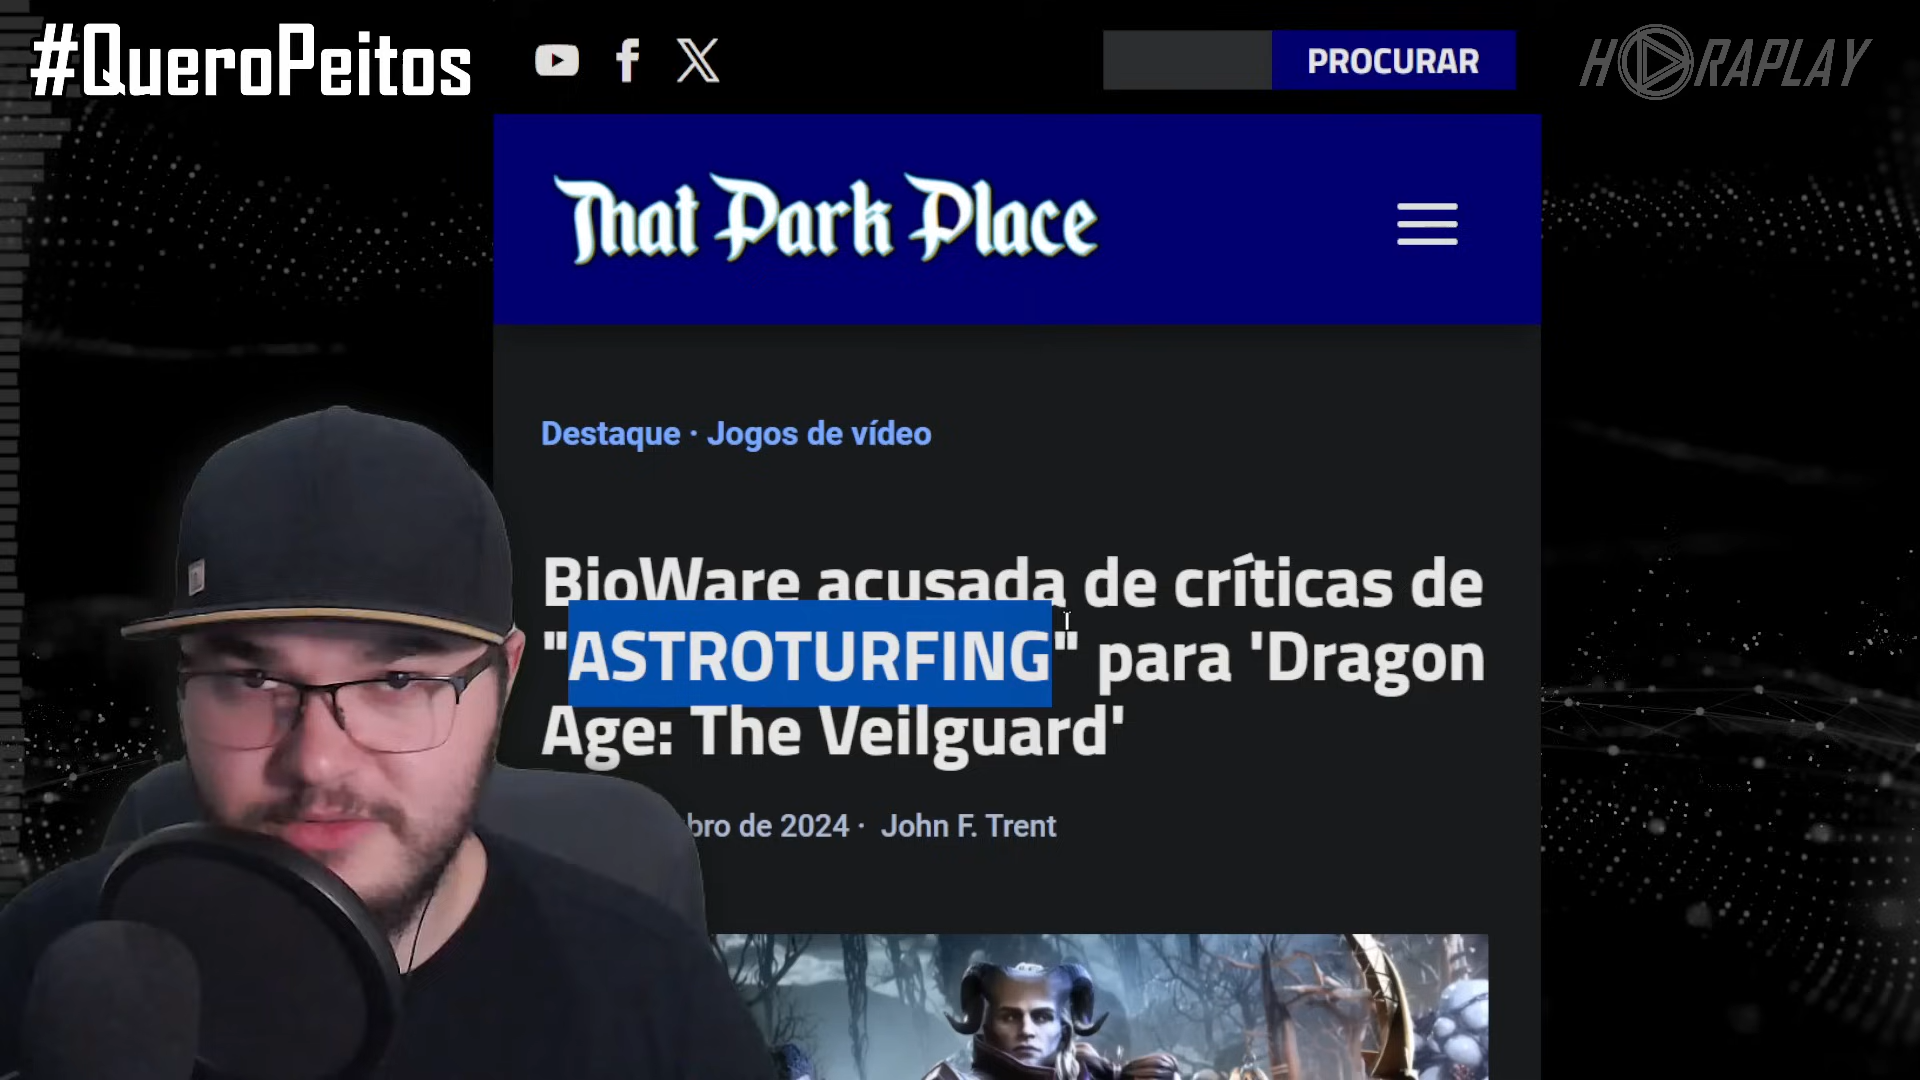 #QueroPeitos
PROCURAR
HORAPLAY
That Park Place
Destaque · Jogos de vídeo
BioWare acusada de críticas de
"ASTROTURFING" para 'Dragon
Age: The Veilguard'
bro de 2024 · John F. Trent